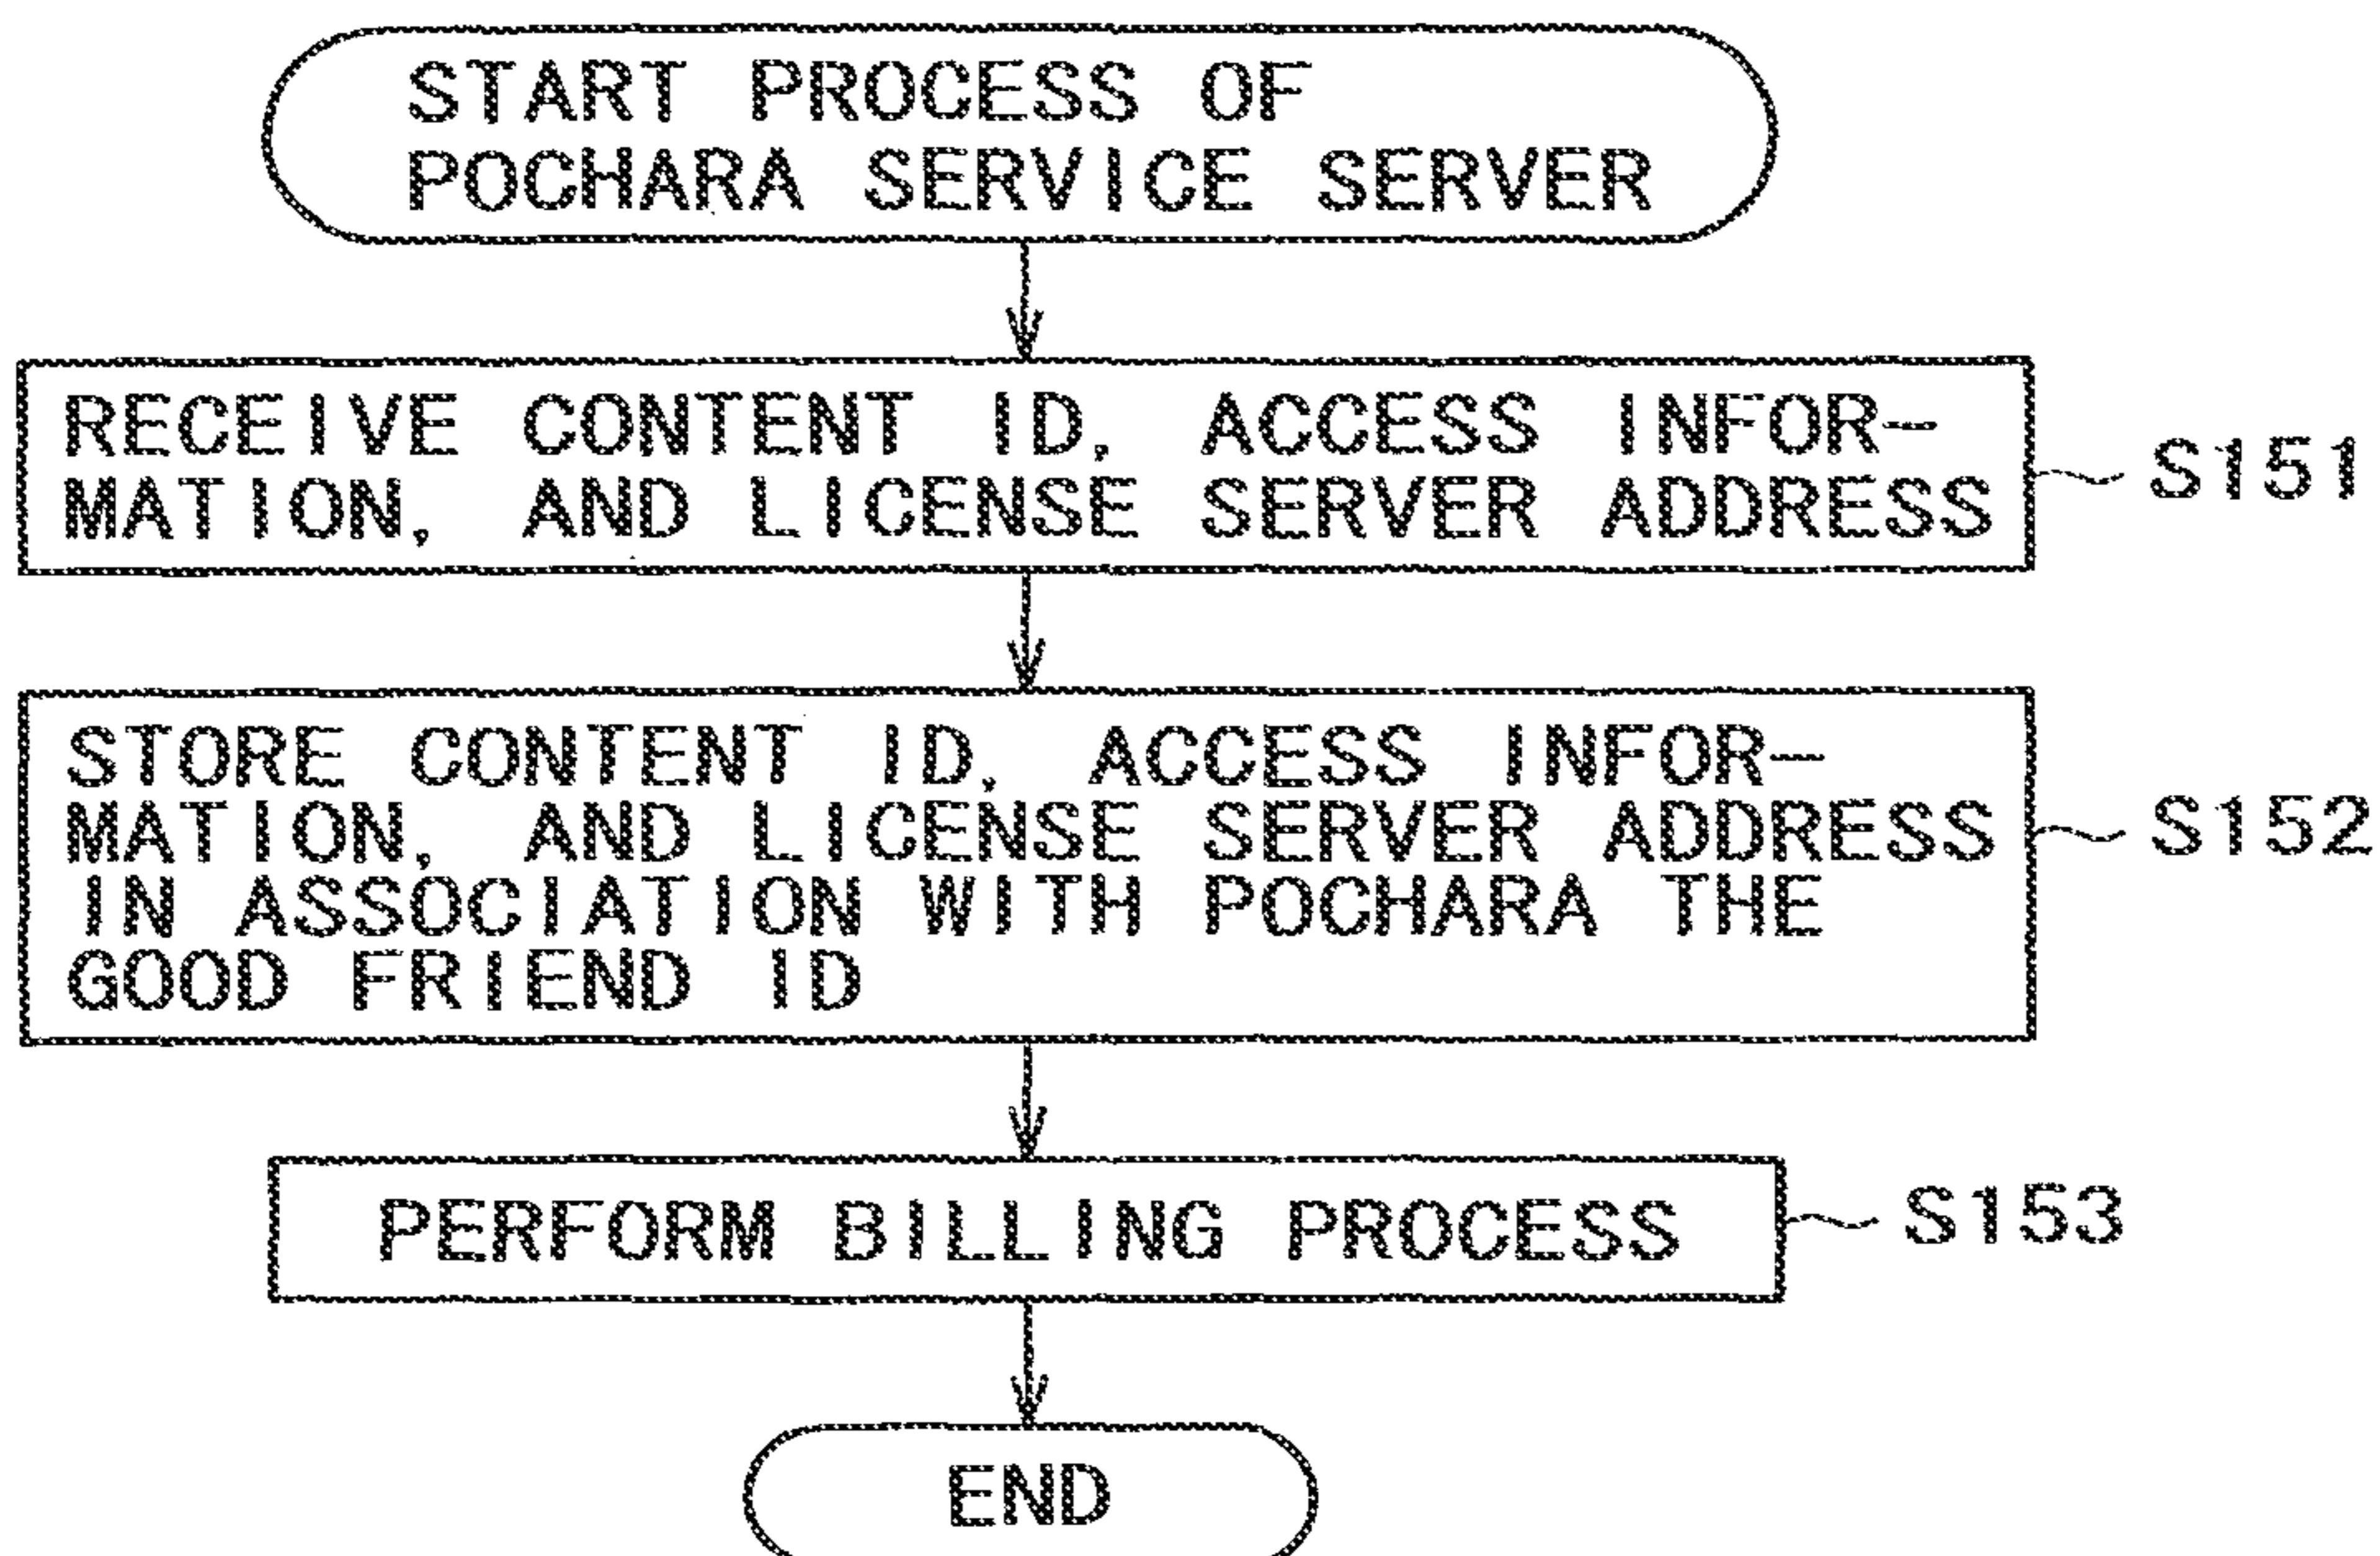 START PROCESS OF
POCHARA SERVICE SERVER
RECEIVE CONTENT ID, ACCESS INFOR-
MATION, AND LICENSE SERVER ADDRESS
S151
STORE CONTENT ID, ACCESS INFOR-
MATION, AND LICENSE SERVER ADDRESS
IN ASSOCIATION WITH POCHARA THE
GOOD FRIEND ID
S152
PERFORM BILLING PROCESS
S153
END